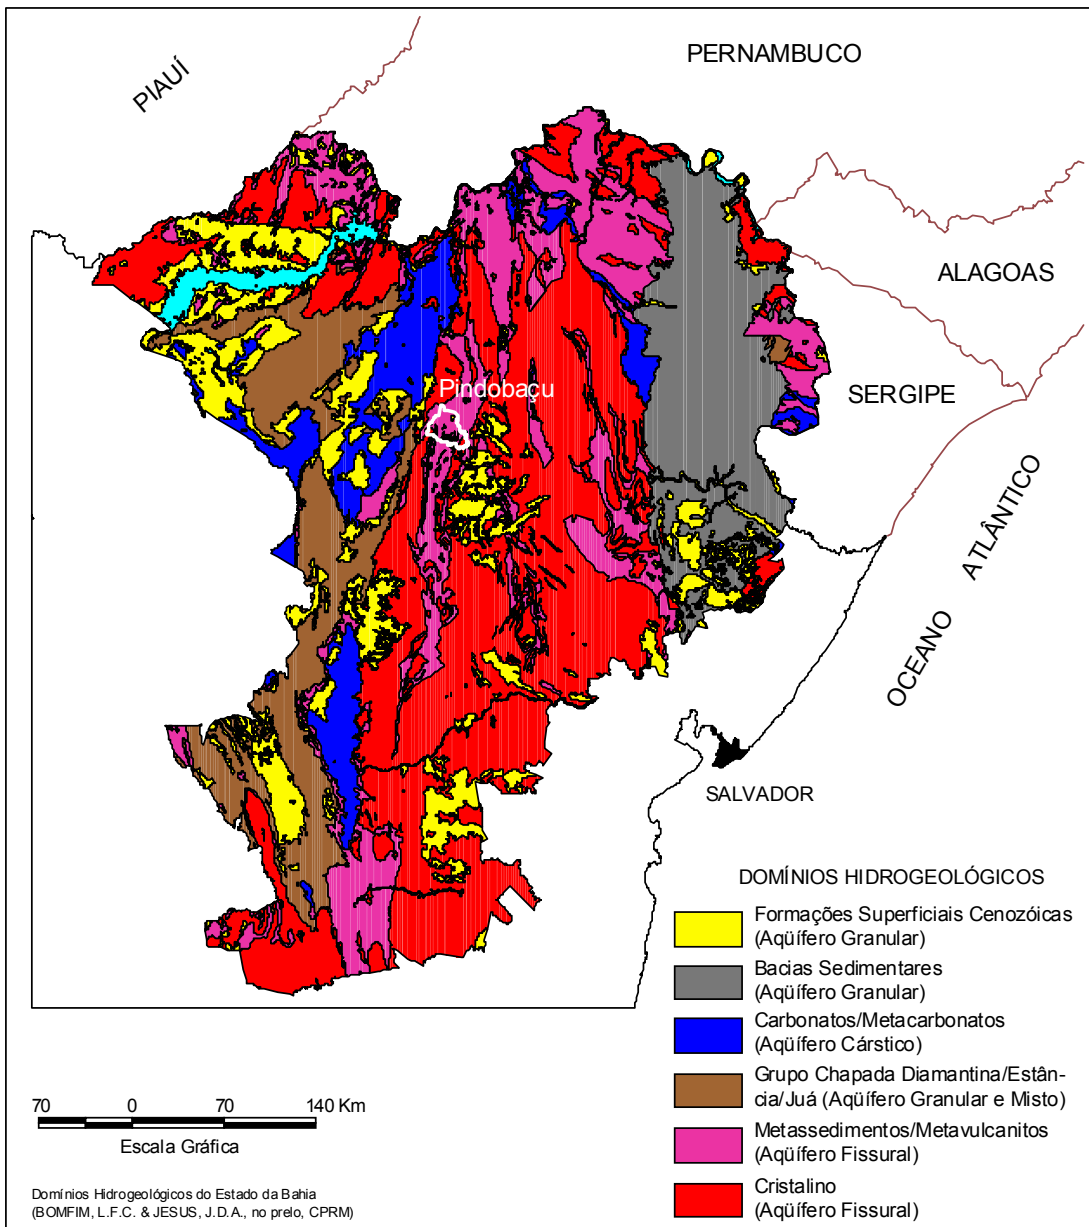 PIAUÍ
PERNAMBUCO
ALAGOAS
SERGIPE
Pindobaçu
OCEANO ATLÂNTICO
SALVADOR
DOMÍNIOS HIDROGEOLÓGICOS
Formações Superficiais Cenozóicas
(Aqüífero Granular)
Bacias Sedimentares
(Aqüífero Granular)
Carbonatos/Metacarbonatos
(Aqüífero Cárstico)
Grupo Chapada Diamantina/Estân-
cia/Juá (Aqüífero Granular e Misto)
Metassedimentos/Metavulcanitos
(Aqüífero Fissural)
Cristalino
(Aqüífero Fissural)
70 0 70 140 Km
Escala Gráfica
Domínios Hidrogeológicos do Estado da Bahia
(BOMFIM, L.F.C. & JESUS, J.D.A., no prelo, CPRM)